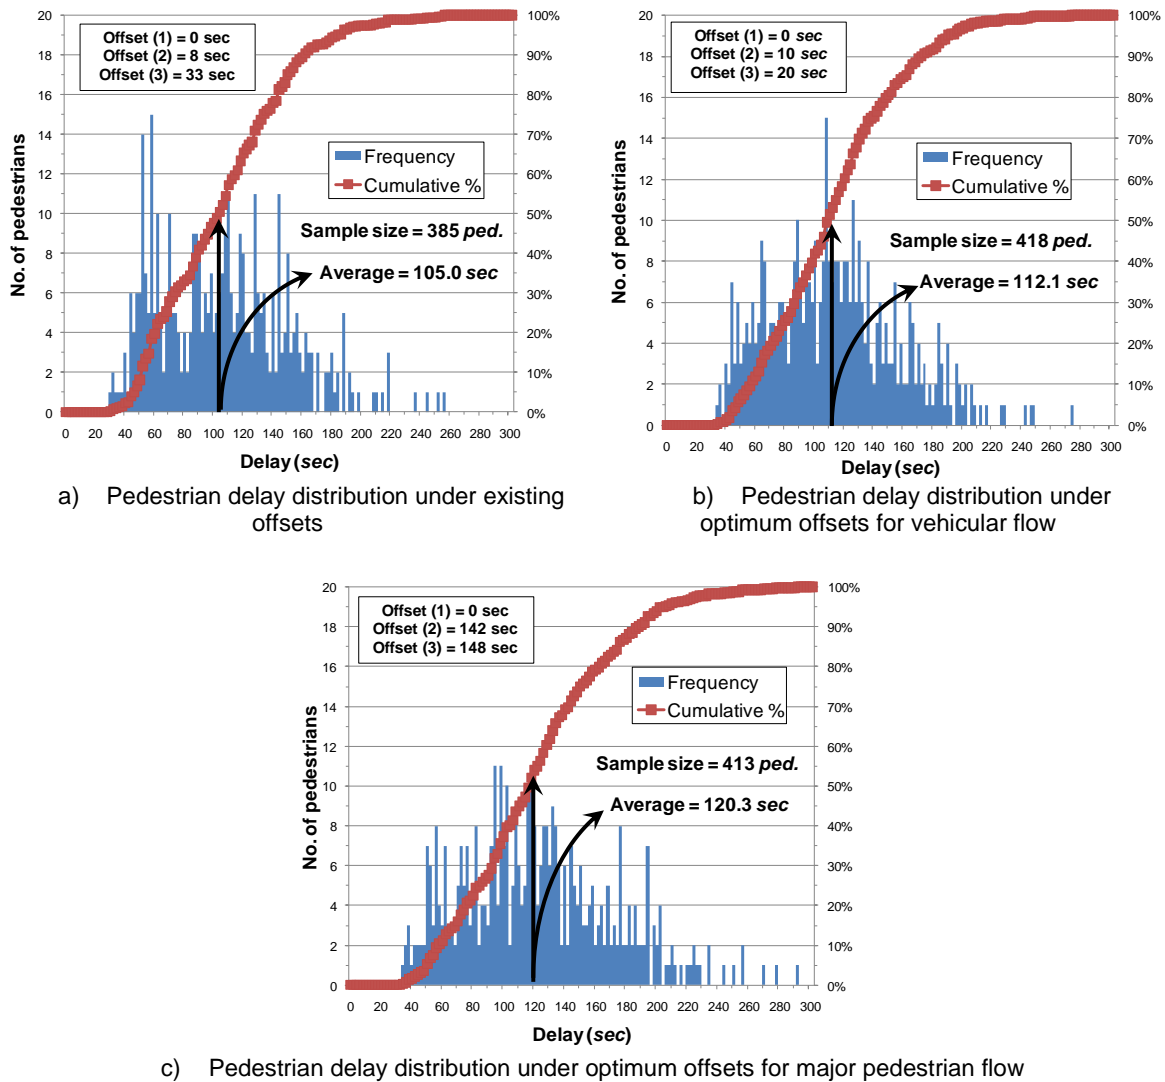 20
18
16
14
12
10
8
6
4
2
0
100%
90%
80%
70%
60%
50%
40%
30%
20%
10%
0%
0 20 40 60 80 100 120 140 160 180 200 220 240 260 280 300
No. of pedestrians
Delay (sec)
Offset (1) = 0 sec
Offset (2) = 8 sec
Offset (3) = 33 sec
Frequency
Cumulative %
Sample size = 385 ped.
Average = 105.0 sec
a) Pedestrian delay distribution under existing
offsets
20
18
16
14
12
10
8
6
4
2
0
100%
90%
80%
70%
60%
50%
40%
30%
20%
10%
0%
0 20 40 60 80 100 120 140 160 180 200 220 240 260 280 300
No. of pedestrians
Delay (sec)
Offset (1) = 0 sec
Offset (2) = 10 sec
Offset (3) = 20 sec
Frequency
Cumulative %
Sample size = 418 ped.
Average = 112.1 sec
b) Pedestrian delay distribution under
optimum offsets for vehicular flow
20
18
16
14
12
10
8
6
4
2
0
100%
90%
80%
70%
60%
50%
40%
30%
20%
10%
0%
0 20 40 60 80 100 120 140 160 180 200 220 240 260 280 300
No. of pedestrians
Delay (sec)
Offset (1) = 0 sec
Offset (2) = 142 sec
Offset (3) = 148 sec
Frequency
Cumulative %
Sample size = 413 ped.
Average = 120.3 sec
c) Pedestrian delay distribution under optimum offsets for major pedestrian flow